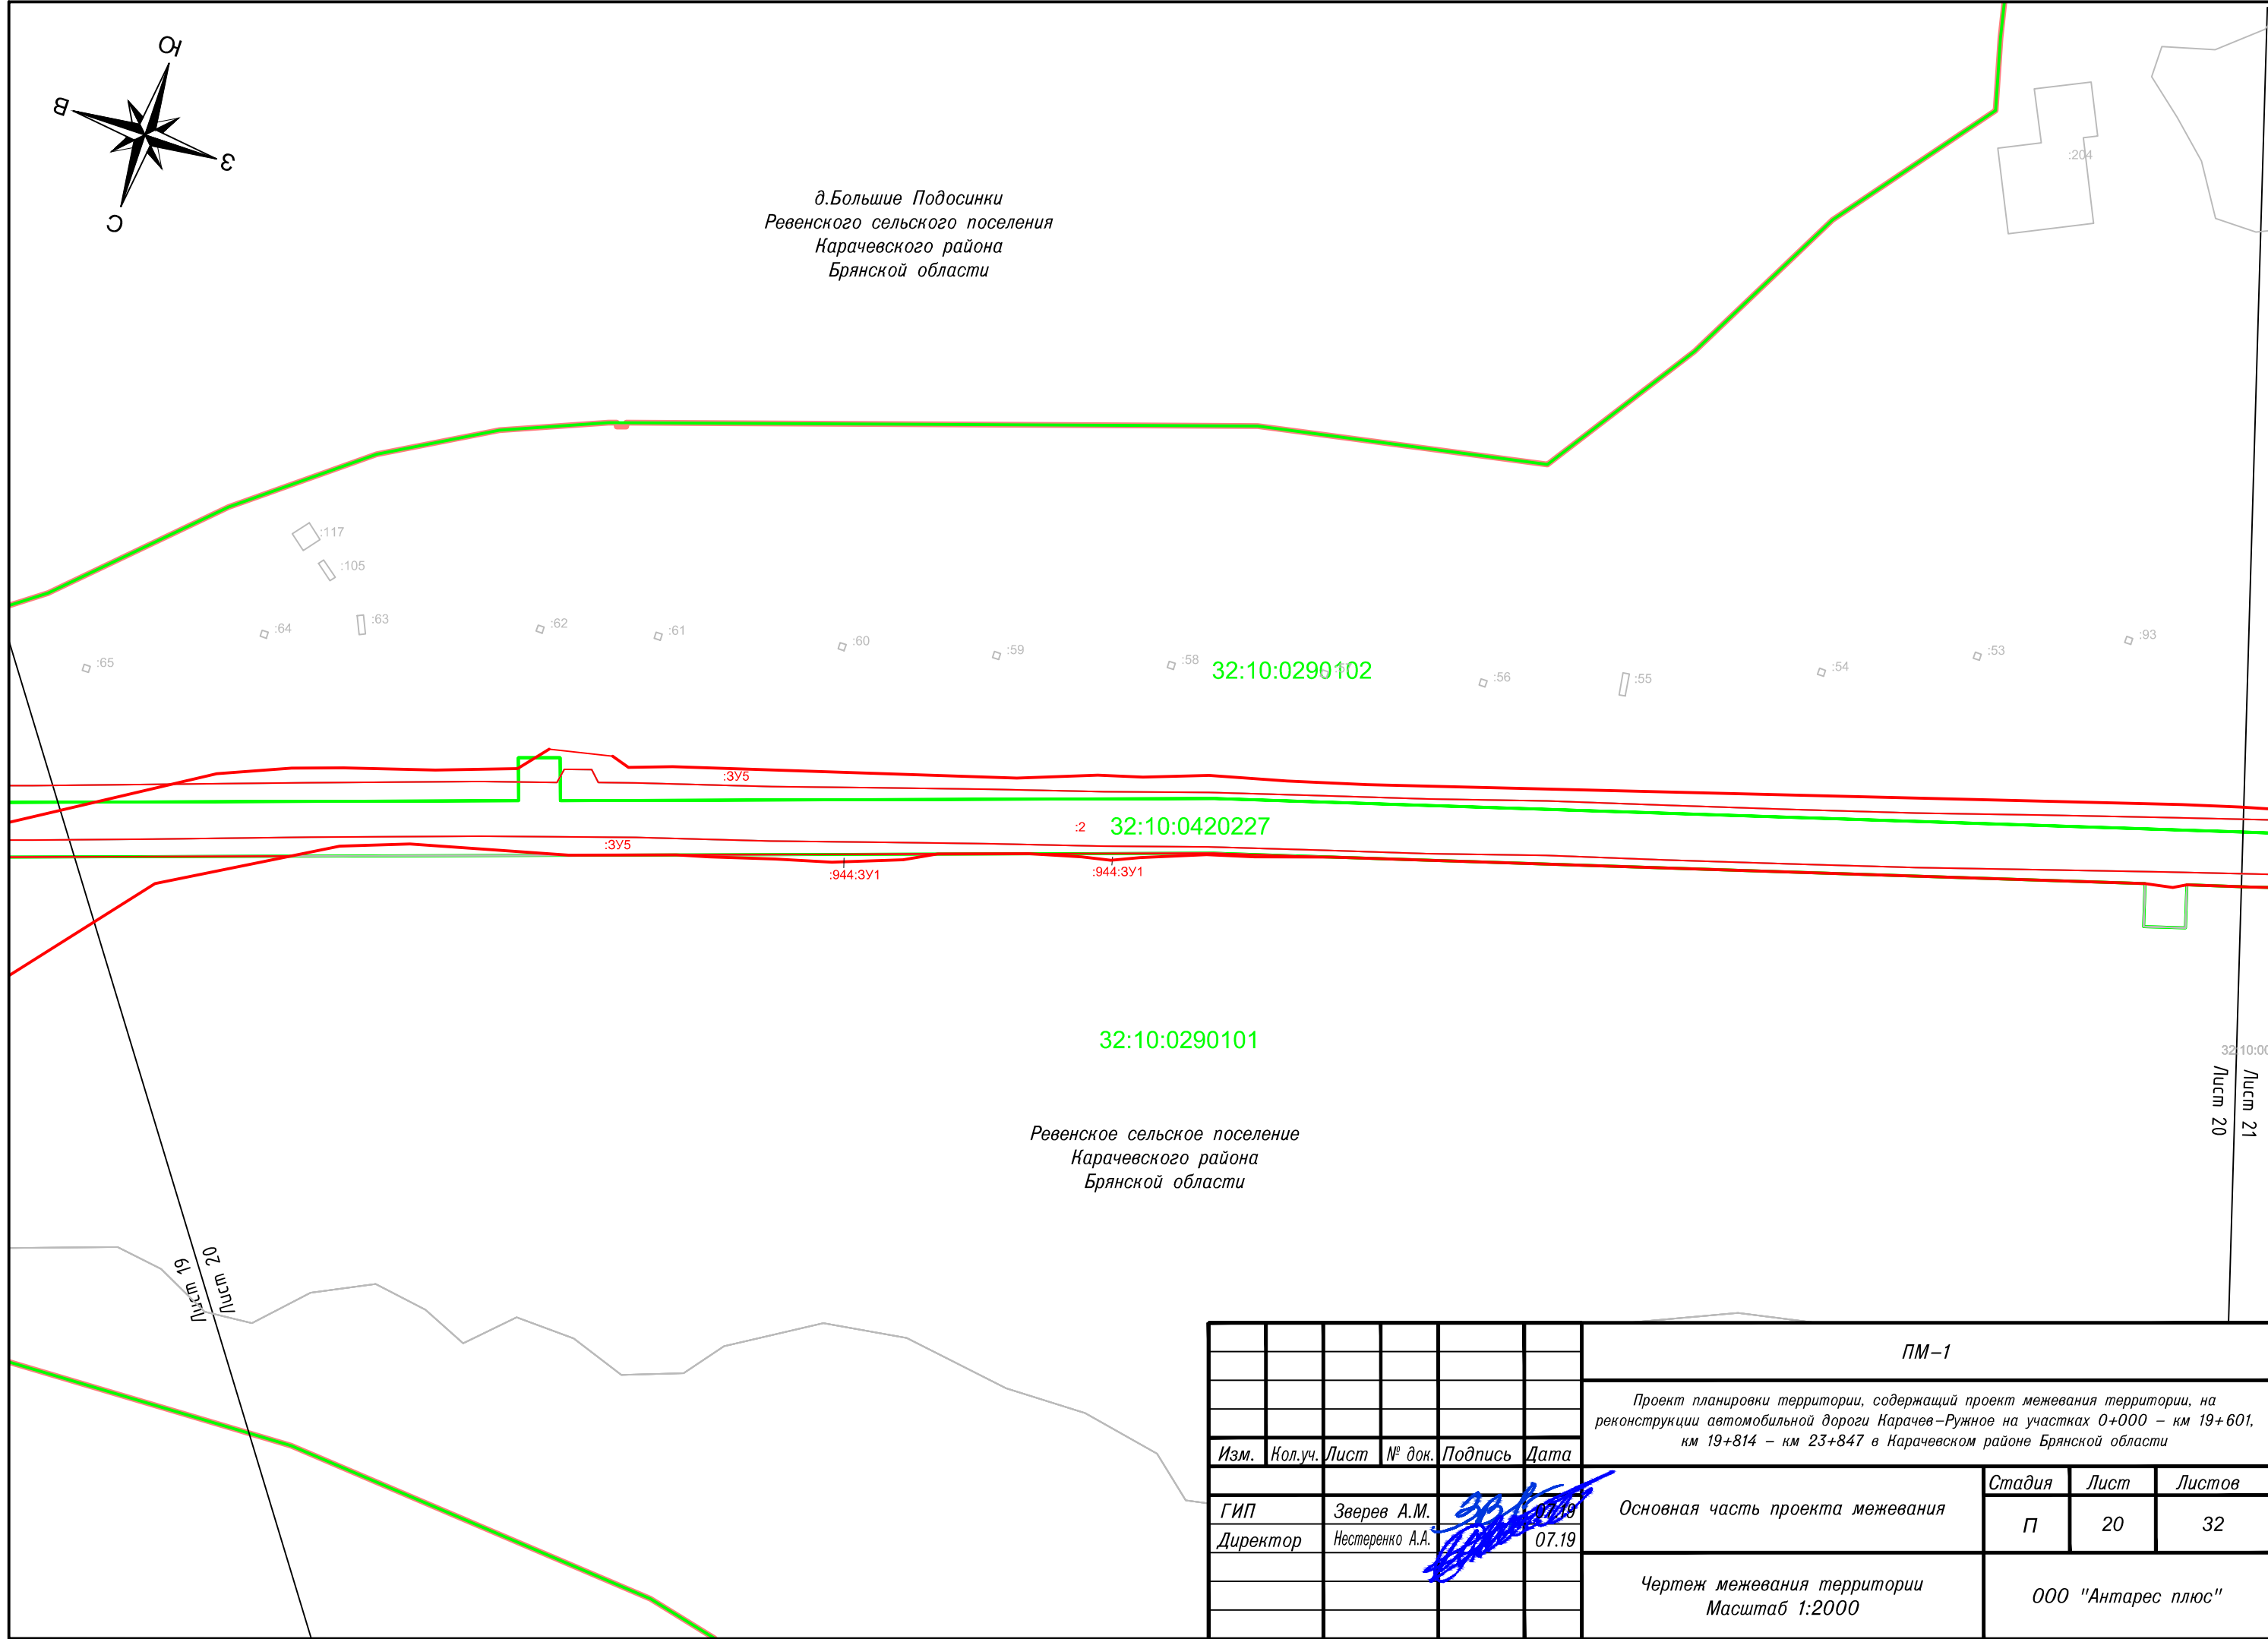 Ю
В
З
С
:204
д.Большие Подосинки
Ревенского сельского поселения
Карачевского района
Брянской области
:117
:105
:64
:63
:62
:61
:60
:59
:58
:65
32:10:0290102
:56
:55
:54
:53
:93
:ЗУ5
:2
32:10:0420227
:ЗУ5
:944:ЗУ1
:944:ЗУ1
32:10:0290101
32:10:00
Лист 20
Лист 21
Ревенское сельское поселение
Карачевского района
Брянской области
Лист 19
Лист 20
ПМ-1
Проект планировки территории, содержащий проект межевания территории, на
реконструкции автомобильной дороги Карачев-Ружное на участках 0+000 - км 19+601,
км 19+814 - км 23+847 в Карачевском районе Брянской области
Изм. Кол.уч. Лист № док. Подпись Дата
Основная часть проекта межевания
Стадия Лист Листов
П 20 32
ГИП Зверев А.М. 07.19
Директор Нестеренко А.А. 07.19
Чертеж межевания территории
Масштаб 1:2000
ООО "Антарес плюс"